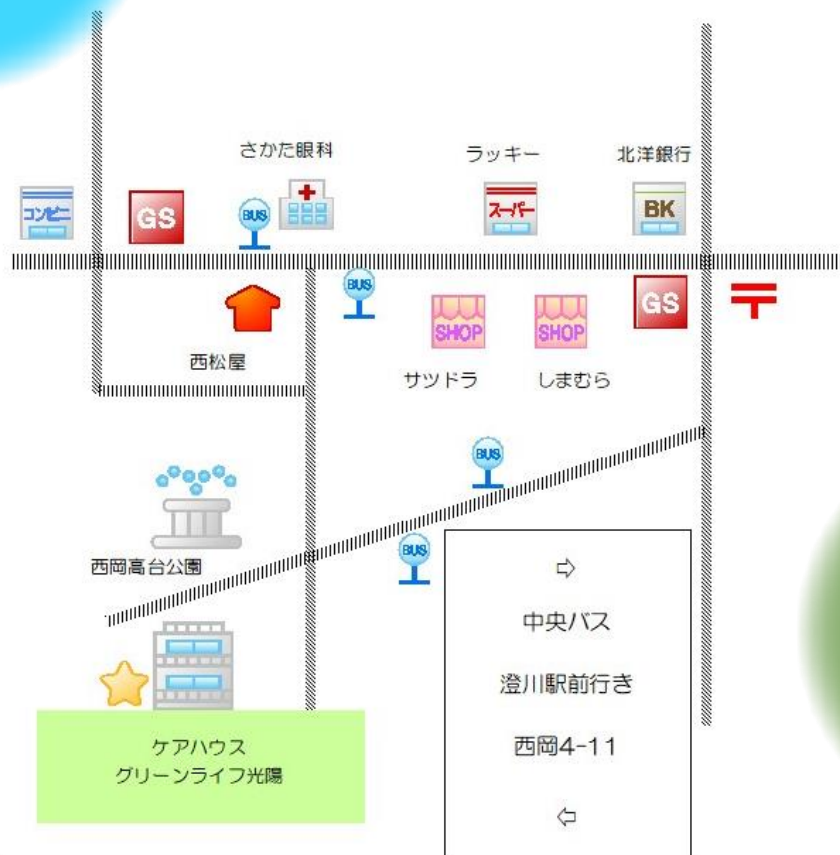 さかた眼科
ラッキー
北洋銀行
コンビニ
GS
BUS
スーパー
BK
BUS
SHOP
SHOP
GS
西松屋
サツドラ
しまむら
BUS
西岡高台公園
BUS
⇨
中央バス
澄川駅前行き
西岡4-11
⇦
ケアハウス
グリーンライフ光陽